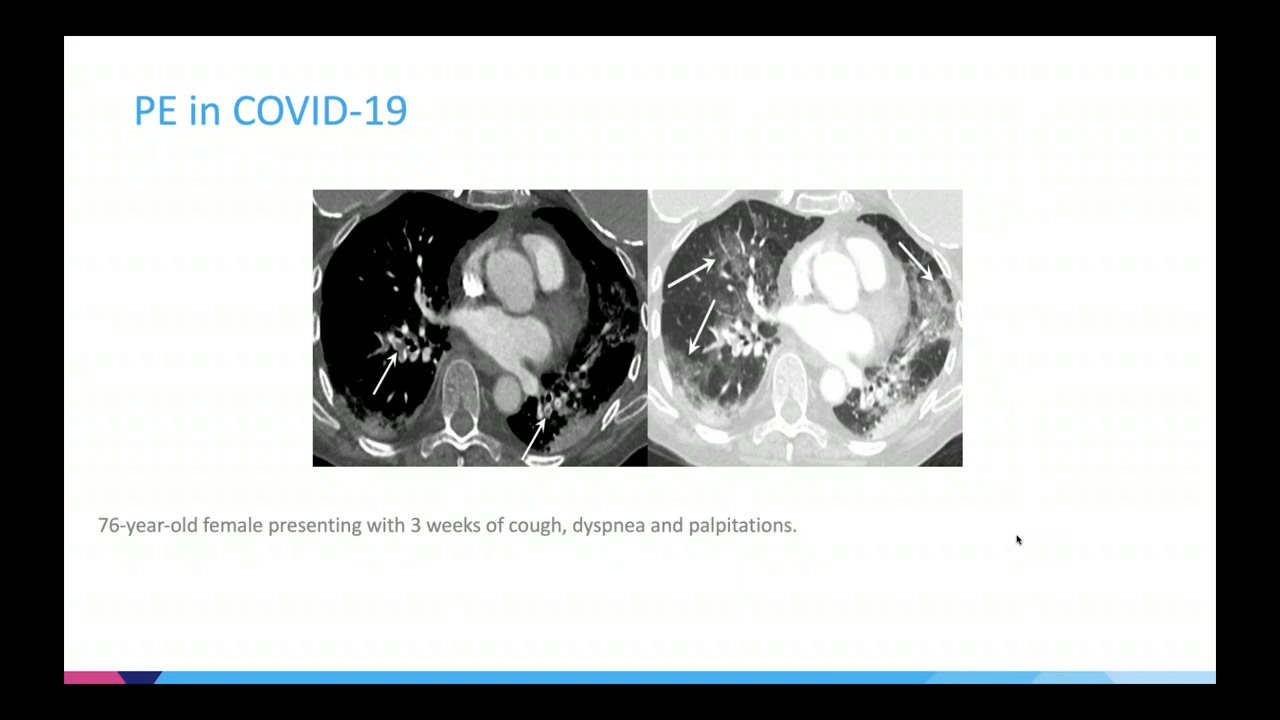 PE in COVID-19
76-year-old female presenting with 3 weeks of cough, dyspnea and palpitations.